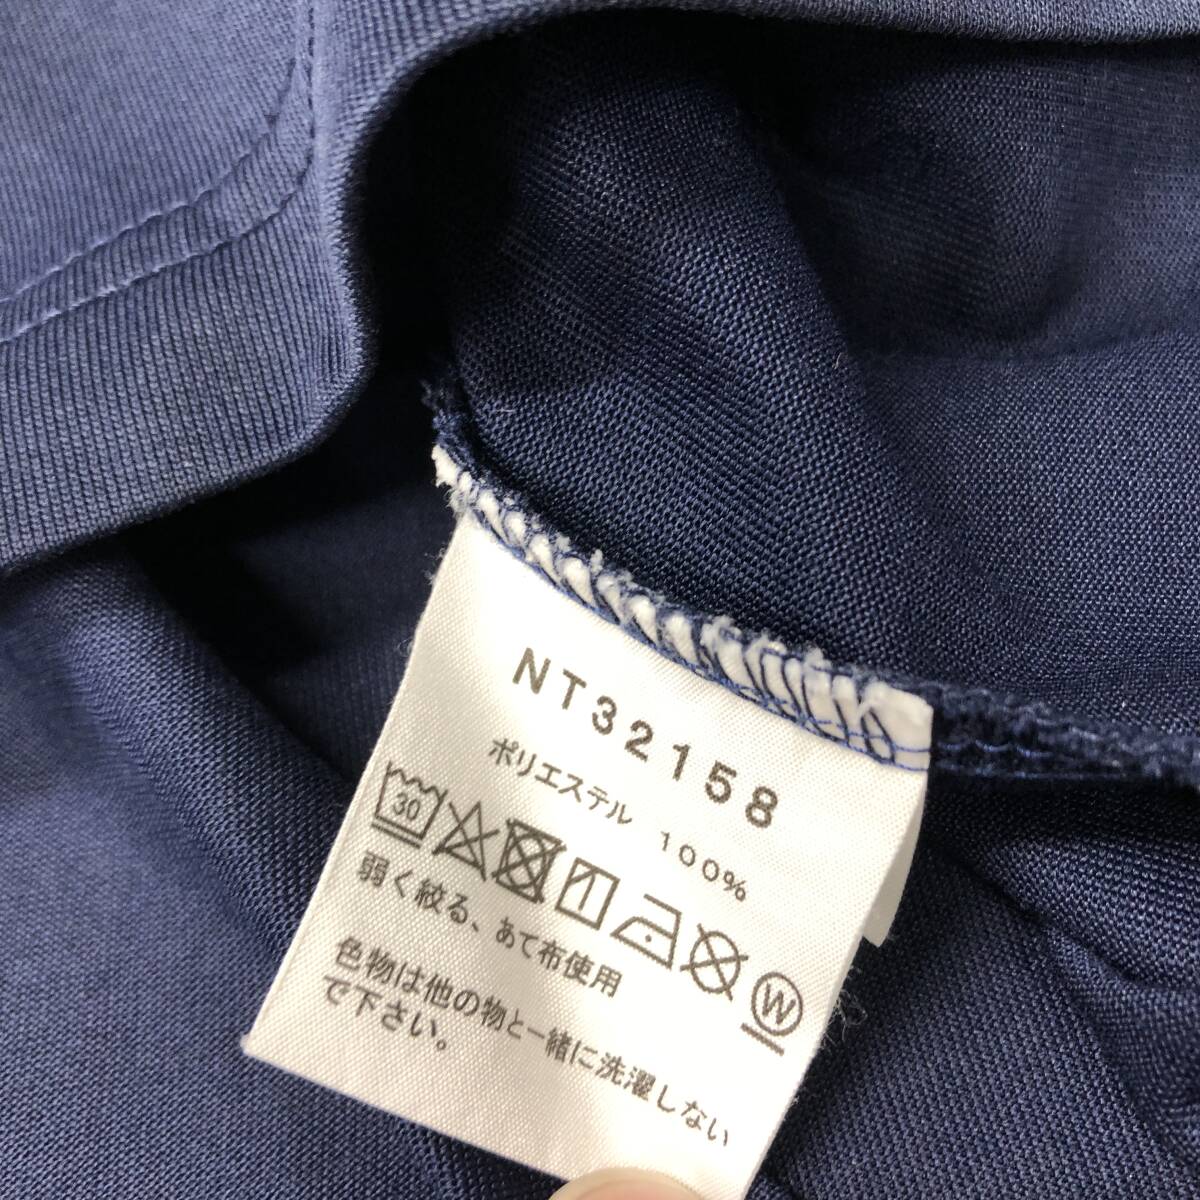 NT32158
ポリエステル 100%
30 W
弱く絞る、あて布使用
色物は他の物と一緒に洗濯しない
で下さい。